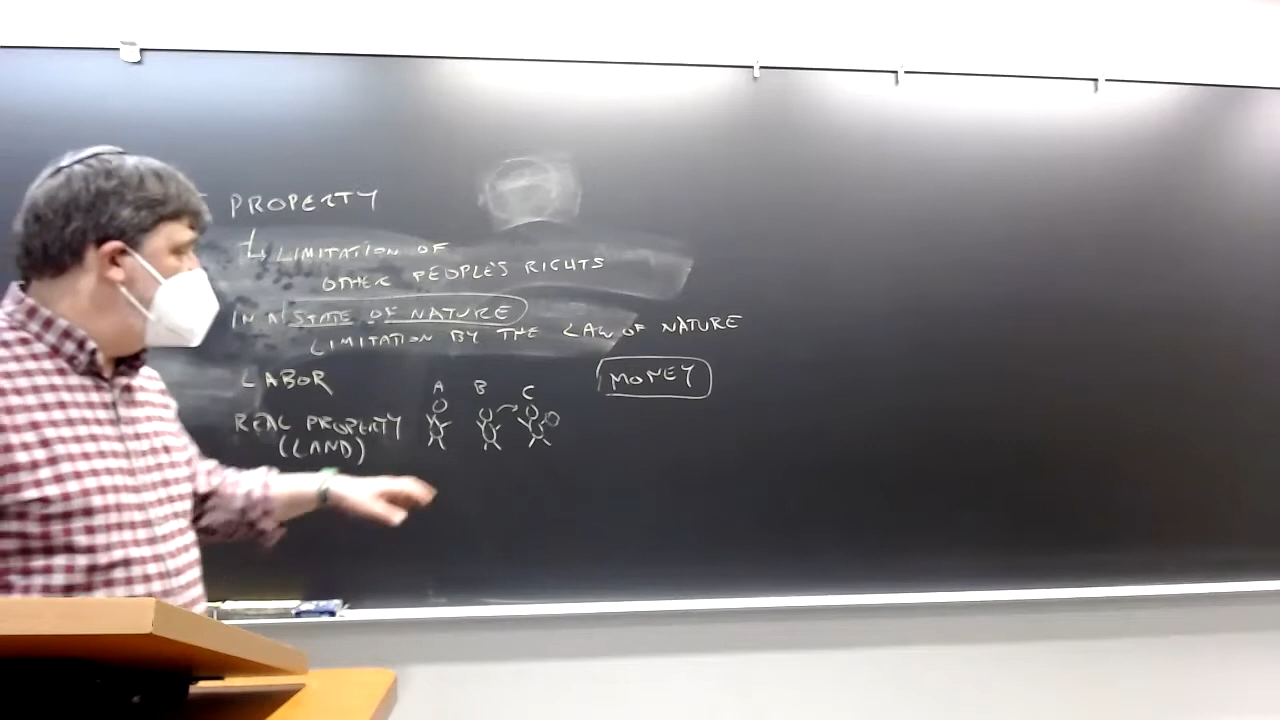 PROPERTY
↳ LIMITATION OF
OTHER PEOPLE'S RIGHTS
IN A STATE OF NATURE
LIMITATION BY THE LAW OF NATURE
LABOR
A B C
MONEY
REAL PROPERTY
(LAND)